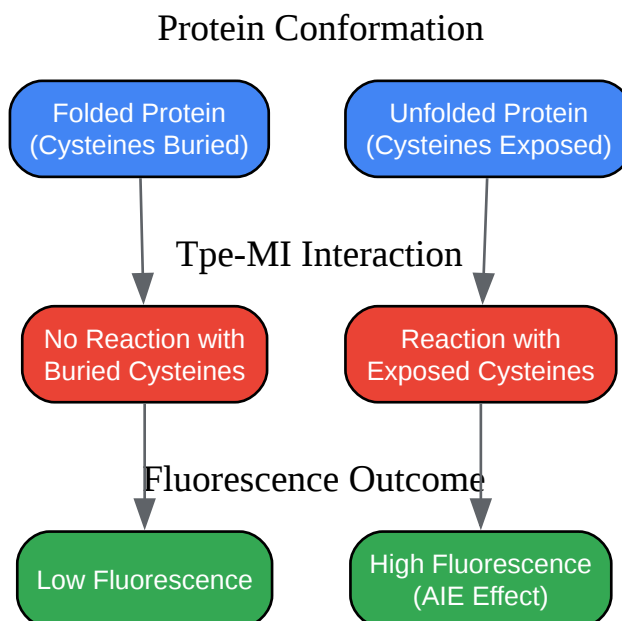 Protein Conformation
Folded Protein
(Cysteines Buried)
Unfolded Protein
(Cysteines Exposed)
Tpe-MI Interaction
No Reaction with
Buried Cysteines
Reaction with
Exposed Cysteines
Fluorescence Outcome
Low Fluorescence
High Fluorescence
(AIE Effect)